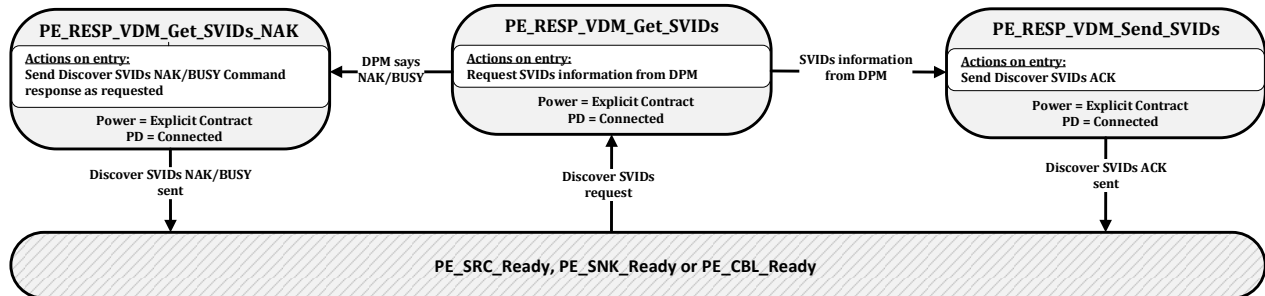 PE_RESP_VDM_Get_SVIDs_NAK
Actions on entry:
Send Discover SVIDs NAK/BUSY Command
response as requested
Power = Explicit Contract
PD = Connected
DPM says
NAK/BUSY
PE_RESP_VDM_Get_SVIDs
Actions on entry:
Request SVIDs information from DPM
Power = Explicit Contract
PD = Connected
SVIDs information
from DPM
PE_RESP_VDM_Send_SVIDs
Actions on entry:
Send Discover SVIDs ACK
Power = Explicit Contract
PD = Connected
Discover SVIDs NAK/BUSY
sent
Discover SVIDs
request
Discover SVIDs ACK
sent
PE_SRC_Ready, PE_SNK_Ready or PE_CBL_Ready